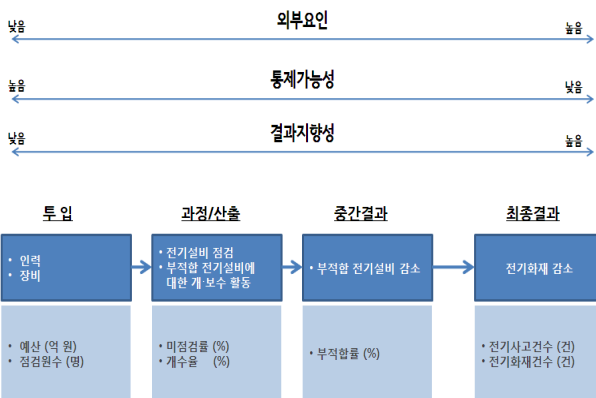 외부요인
낮음 높음
통제가능성
높음 낮음
결과지향성
낮음 높음
투 입
과정/산출
중간결과
최종결과
• 인력
• 장비
• 전기설비 점검
• 부적합 전기설비에
대한 개·보수 활동
• 부적합 전기설비 감소
전기화재 감소
• 예산 (억 원)
• 점검원수 (명)
• 미점검률 (%)
• 개수율 (%)
• 부적합률 (%)
• 전기사고건수 (건)
• 전기화재건수 (건)